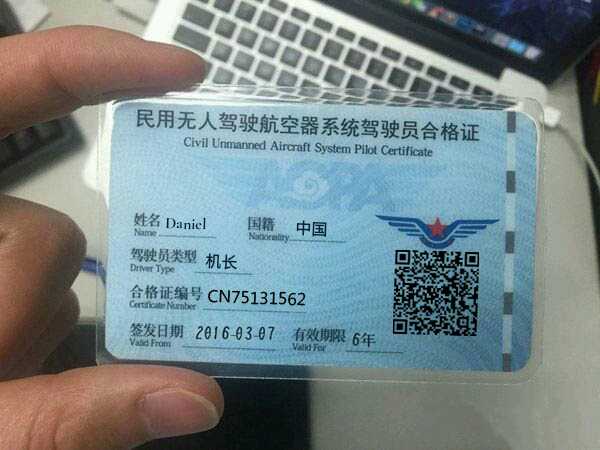 民用无人驾驶航空器系统驾驶员合格证
Civil Unmanned Aircraft System Pilot Certificate
AOPA
姓名 Daniel 国籍 中国
Name Nationality
驾驶员类型 机长
Driver Type
合格证编号 CN75131562
Certificate Number
签发日期 2016-03-07 有效期限 6年
Valid From Valid For